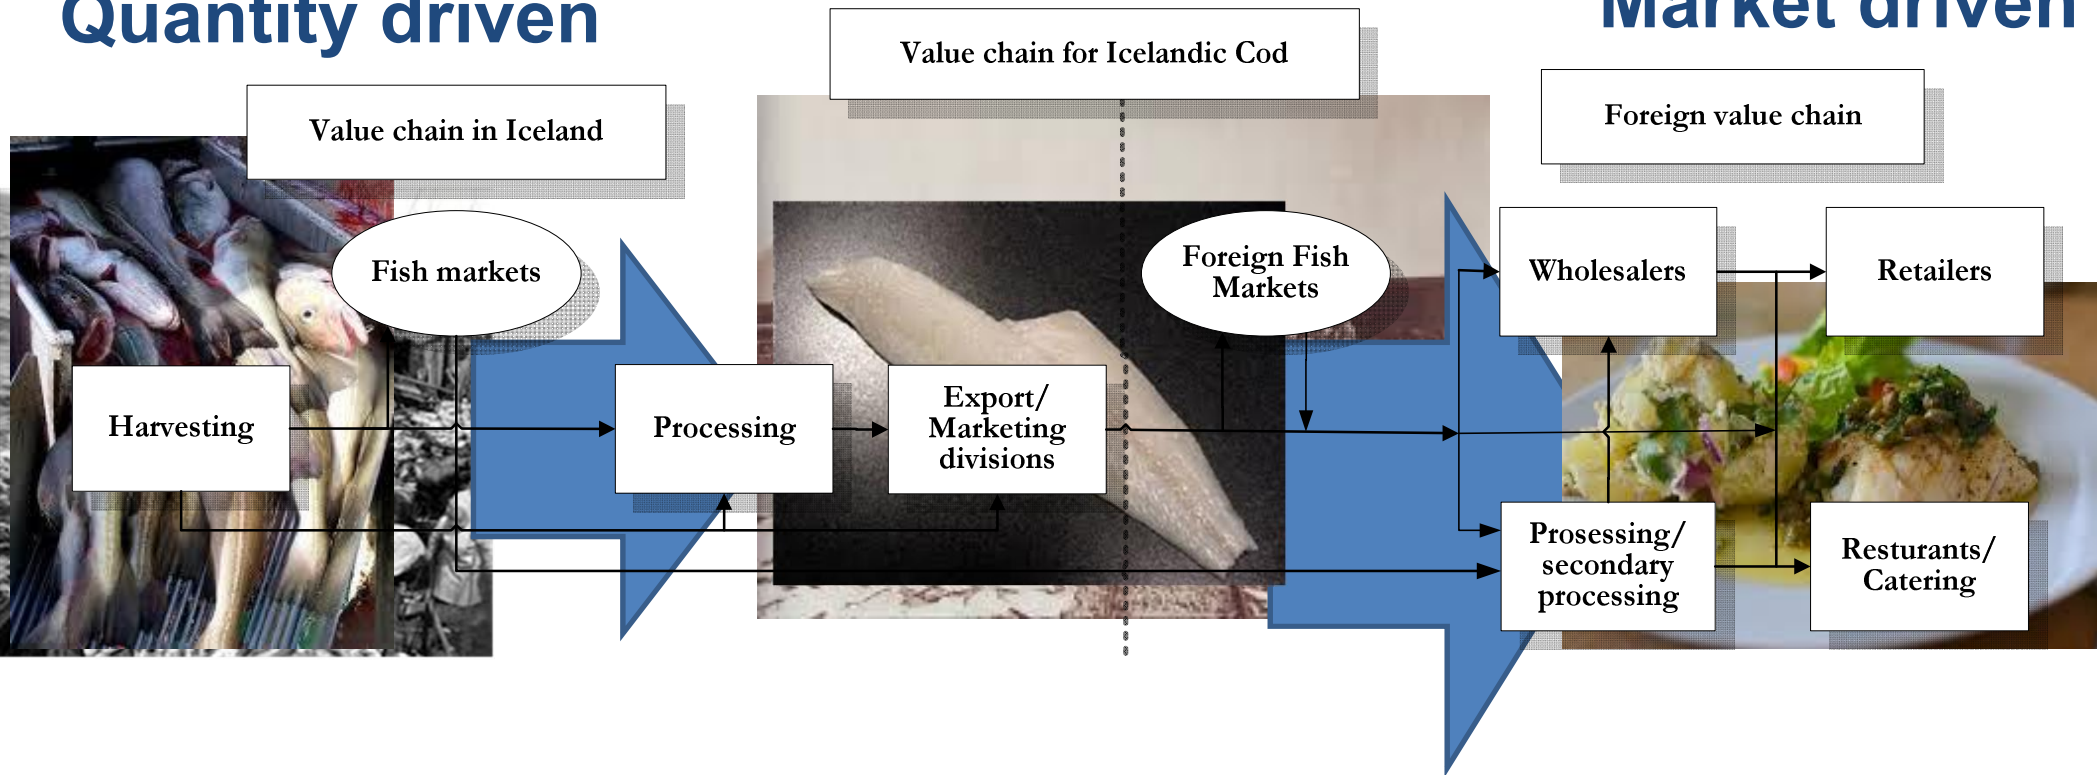 Quantity driven
Market driven
Value chain for Icelandic Cod
Value chain in Iceland
Foreign value chain
Fish markets
Foreign Fish
Markets
Wholesalers
Retailers
Harvesting
Processing
Export/
Marketing
divisions
Prosessing/
secondary
processing
Resturants/
Catering